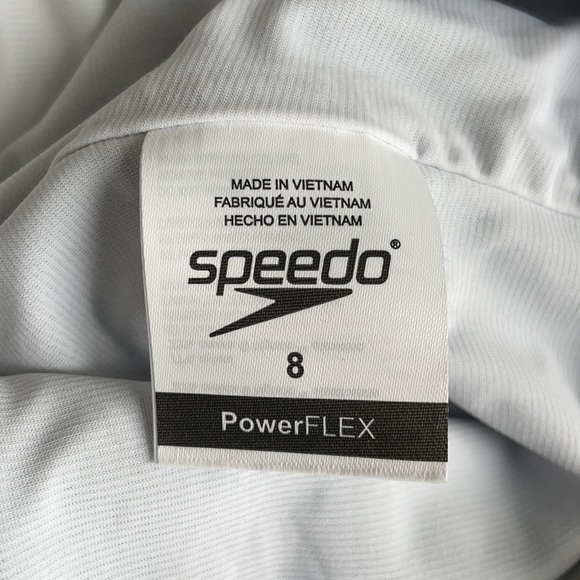 MADE IN VIETNAM
FABRIQUÉ AU VIETNAM
HECHO EN VIETNAM
speedo®
8
PowerFLEX